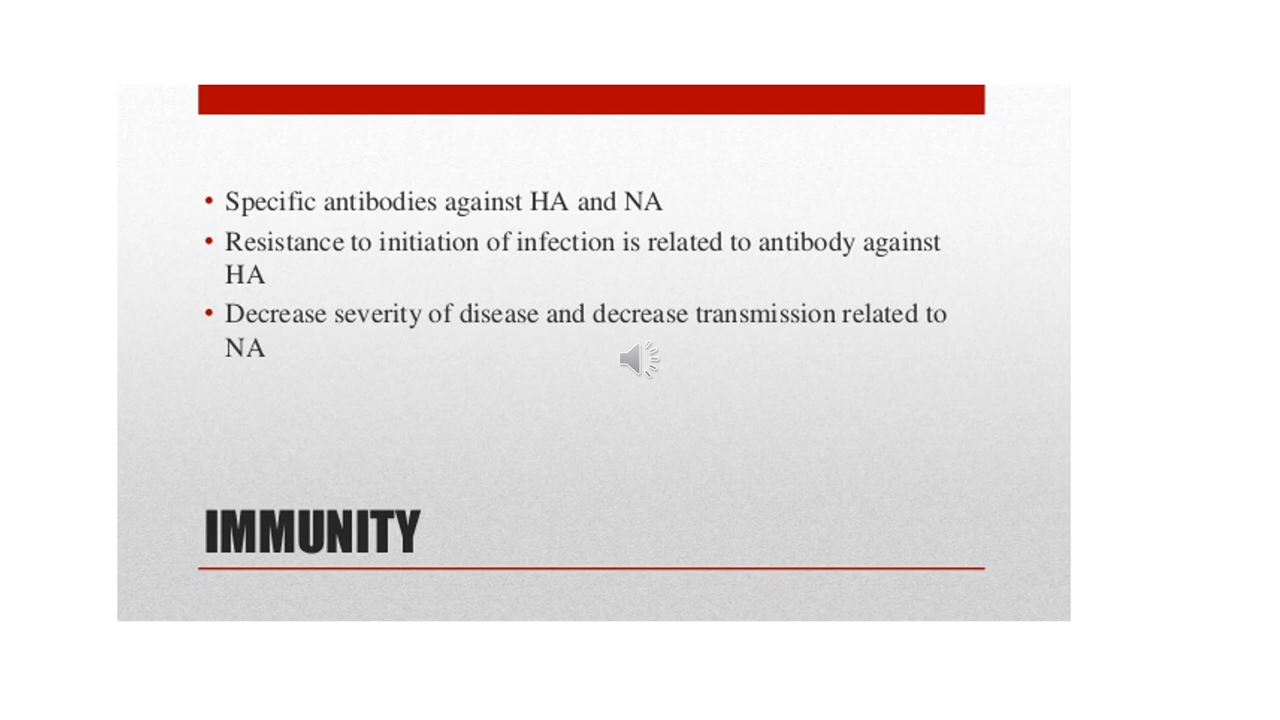 • Specific antibodies against HA and NA
• Resistance to initiation of infection is related to antibody against
HA
• Decrease severity of disease and decrease transmission related to
NA
IMMUNITY